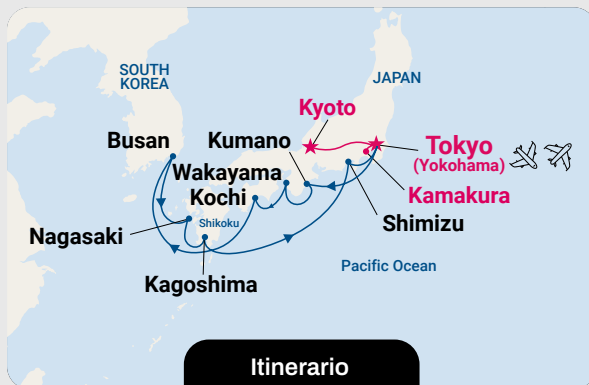 SOUTH
KOREA
JAPAN
Kyoto
Busan
Kumano
Tokyo
(Yokohama)
Wakayama
Kochi
Kamakura
Shikoku
Shimizu
Nagasaki
Pacific Ocean
Kagoshima
Itinerario